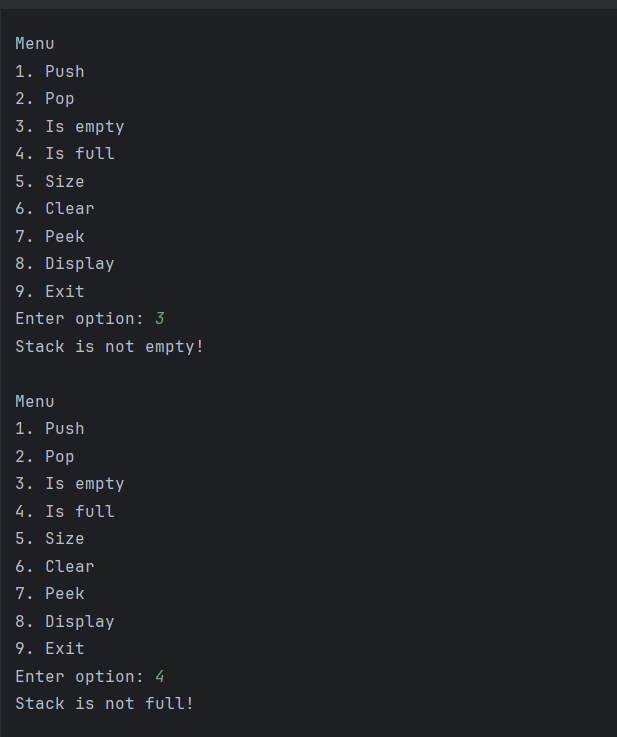 Menu
1. Push
2. Pop
3. Is empty
4. Is full
5. Size
6. Clear
7. Peek
8. Display
9. Exit
Enter option: 3
Stack is not empty!
Menu
1. Push
2. Pop
3. Is empty
4. Is full
5. Size
6. Clear
7. Peek
8. Display
9. Exit
Enter option: 4
Stack is not full!